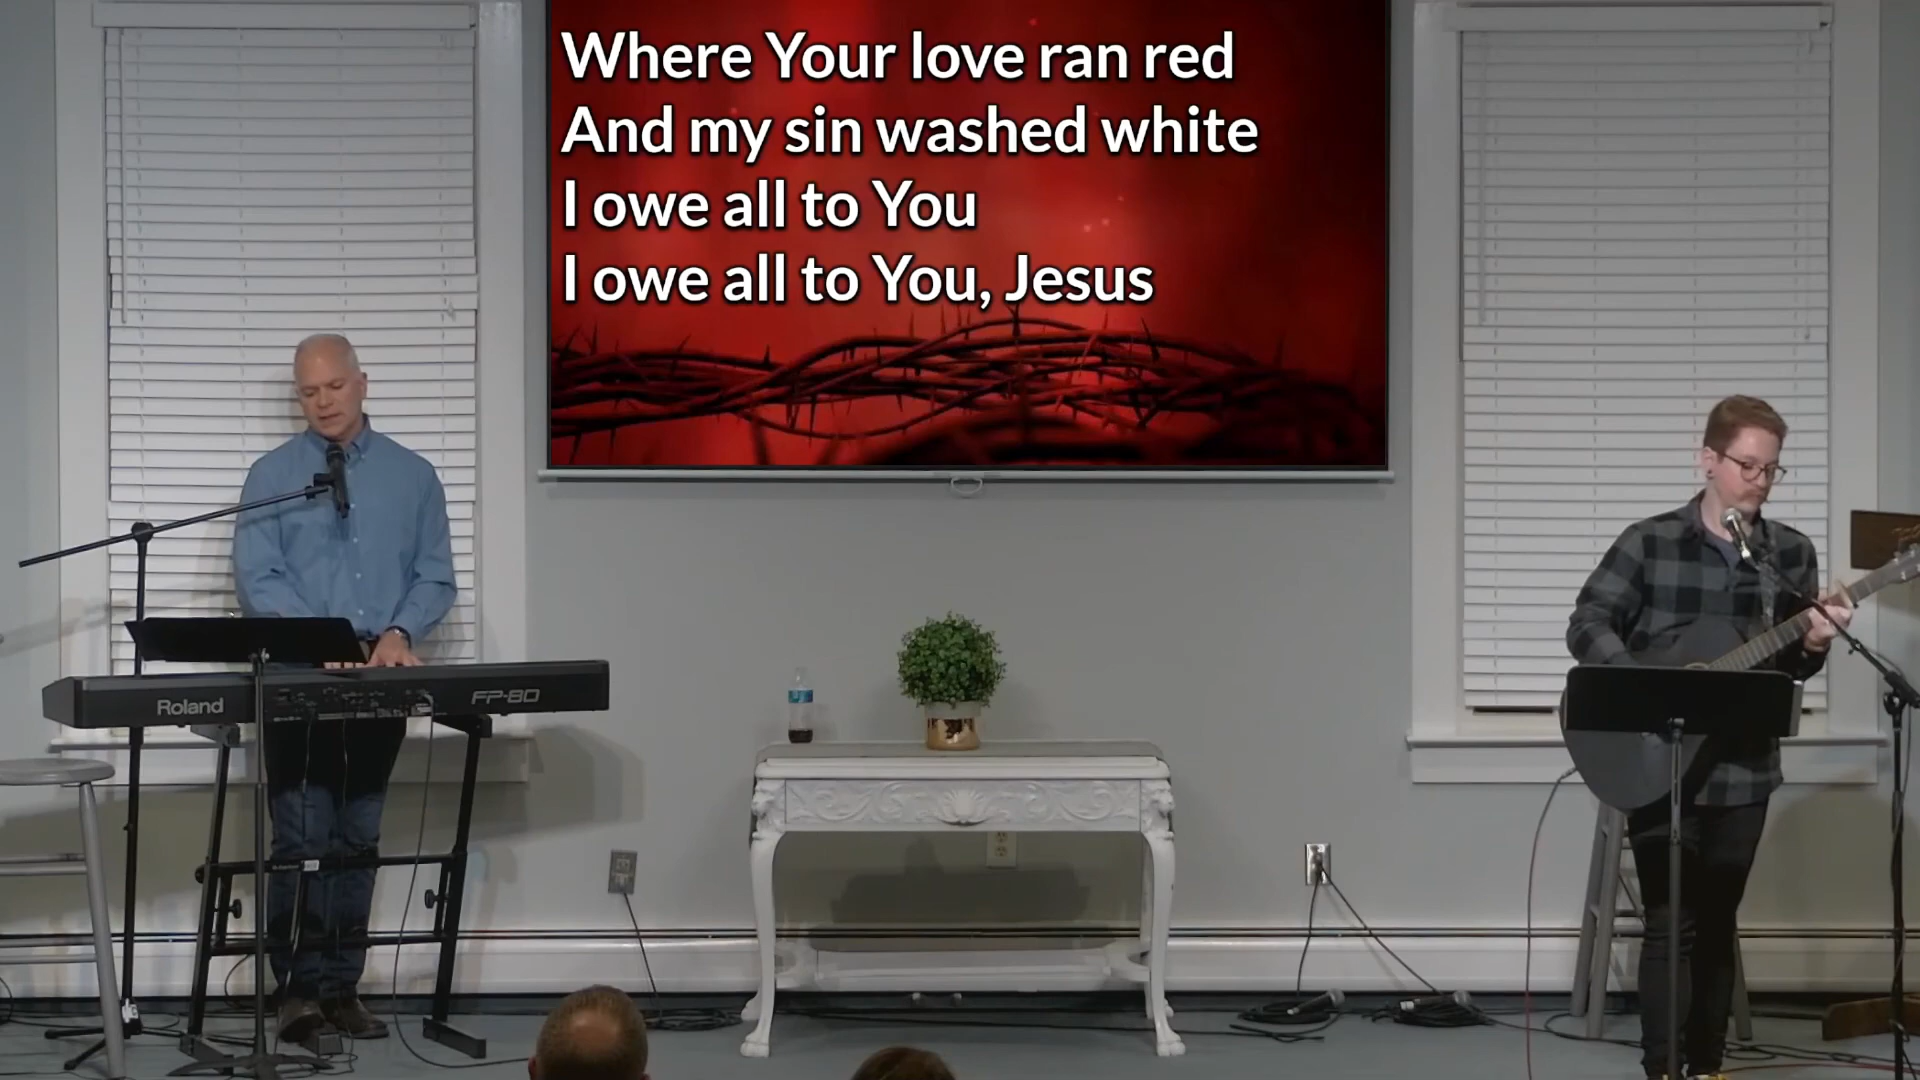 Where Your love ran red
And my sin washed white
I owe all to You
I owe all to You, Jesus
Roland
FP-80